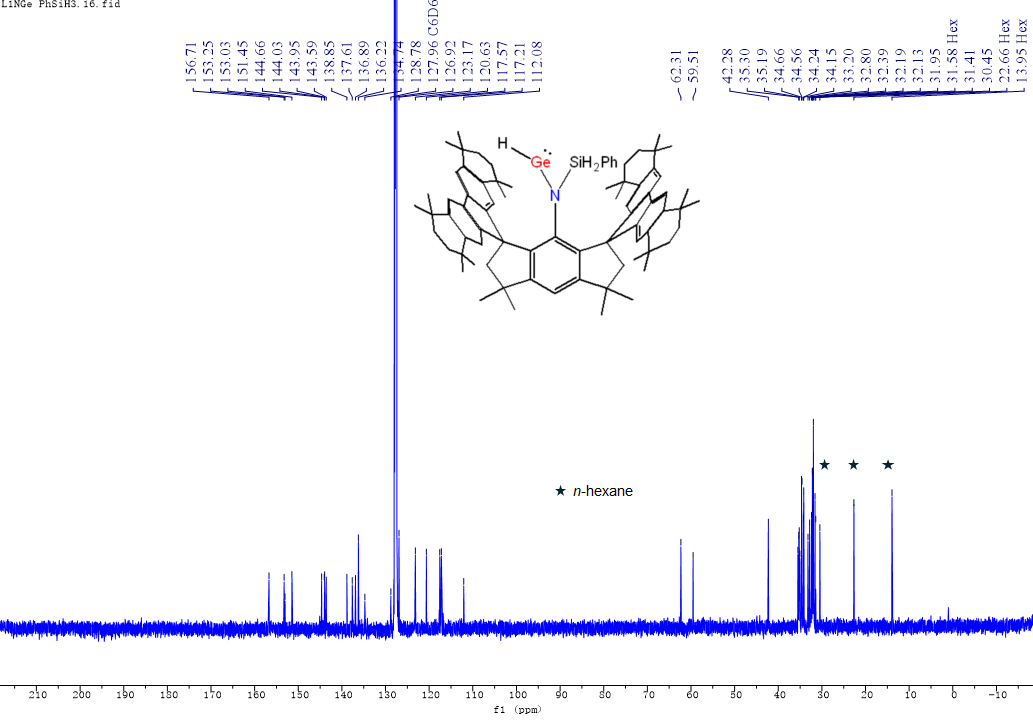 LiNGe PhSiH3.16.fid
156.71
153.25
153.03
151.45
144.66
144.03
143.95
143.59
138.85
137.61
136.89
136.22
134.74
128.78
127.96 C6D6
126.92
123.17
120.63
117.57
117.21
112.08
62.31
59.51
42.28
35.30
35.19
34.66
34.56
34.24
34.15
33.20
32.80
32.39
32.19
32.13
31.95
31.58 Hex
31.41
30.45
22.66 Hex
13.95 Hex
H
Ge
SiH2Ph
N
★ ★ ★
★ n-hexane
210 200 190 180 170 160 150 140 130 120 110 100 90 80 70 60 50 40 30 20 10 0 -10
f1 (ppm)